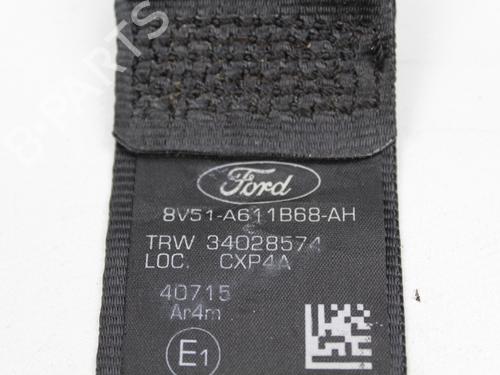 Ford
8V51-A611B68-AH
TRW 34028574
LOC. CXP4A
40715
Ar4m
E1
B-PARTS